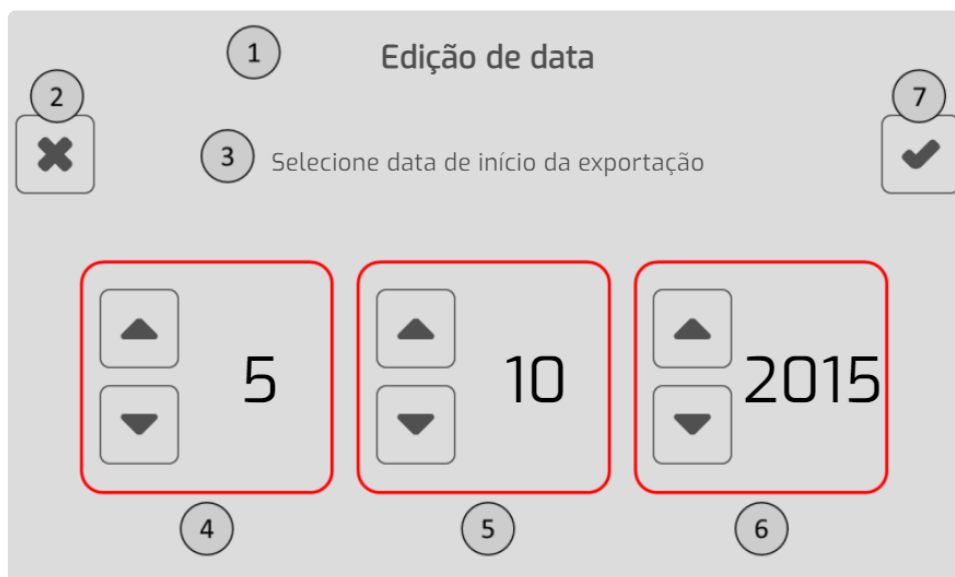 1 Edição de data
2 7
3 Selecione data de início da exportação
5 10 2015
4 5 6